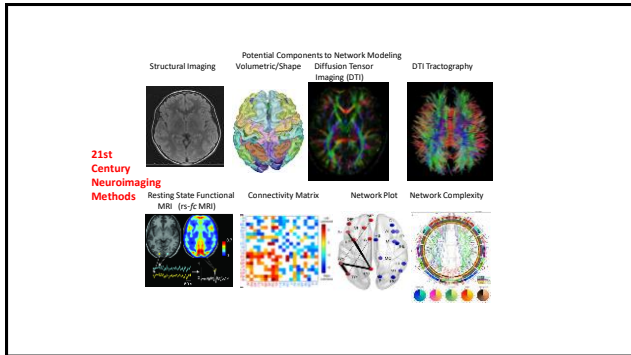 Potential Components to Network Modeling
Structural Imaging
Volumetric/Shape
Diffusion Tensor
Imaging (DTI)
DTI Tractography
21st
Century
Neuroimaging
Methods
Resting State Functional
MRI (rs-fc MRI)
Connectivity Matrix
Network Plot
Network Complexity